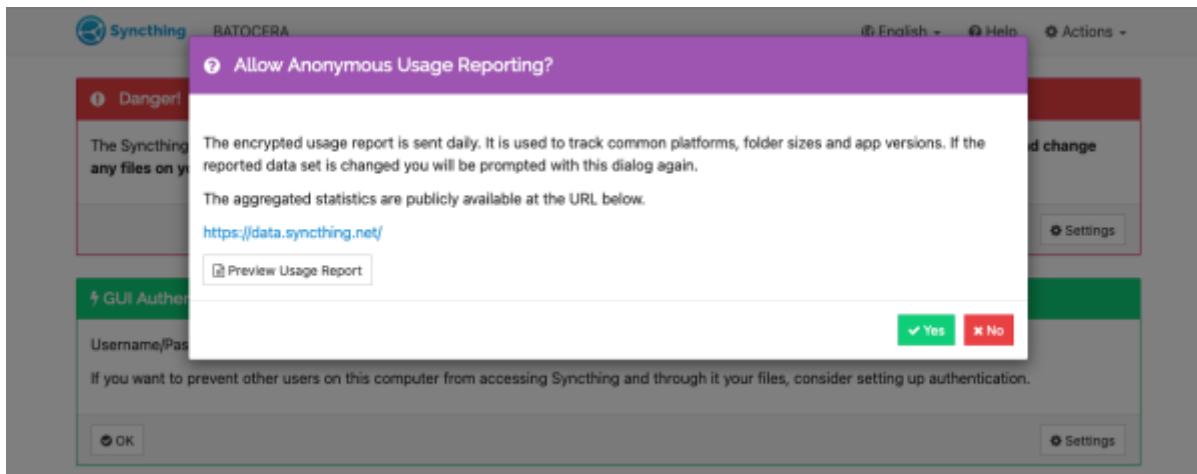 Syncthing BATOCERA English Help Actions
Allow Anonymous Usage Reporting?
Danger!
The encrypted usage report is sent daily. It is used to track common platforms, folder sizes and app versions. If the
reported data set is changed you will be prompted with this dialog again.
The Syncthing
change
any files on
The aggregated statistics are publicly available at the URL below.
https://data.syncthing.net/
Settings
Preview Usage Report
GUI
Yes No
If you want to prevent other users on this computer from accessing Syncthing and through it your files, consider setting up authentication.
OK Settings